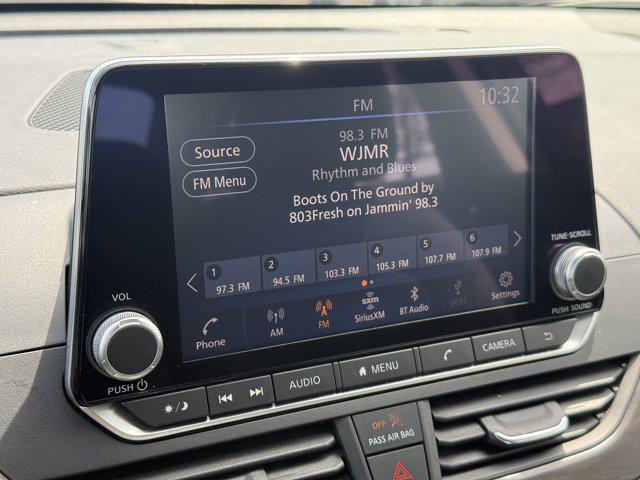 FM
10:32
98.3 FM
WJMR
Rhythm and Blues
Source
FM Menu
Boots On The Ground by
803Fresh on Jammin' 98.3
1
97.3 FM
2
94.5 FM
3
103.3 FM
4
105.3 FM
5
107.7 FM
6
107.9 FM
Phone
AM
FM
sxm
SiriusXM
BT Audio
USB1
Settings
VOL
PUSH
TUNE·SCROLL
PUSH: SOUND
AUDIO
MENU
CAMERA
OFF
PASS AIR BAG